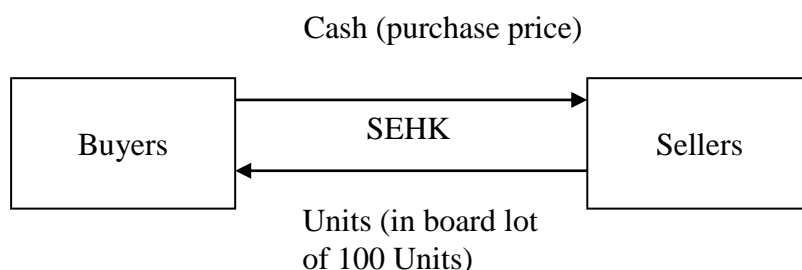 Cash (purchase price)
Buyers
SEHK
Sellers
Units (in board lot
of 100 Units)